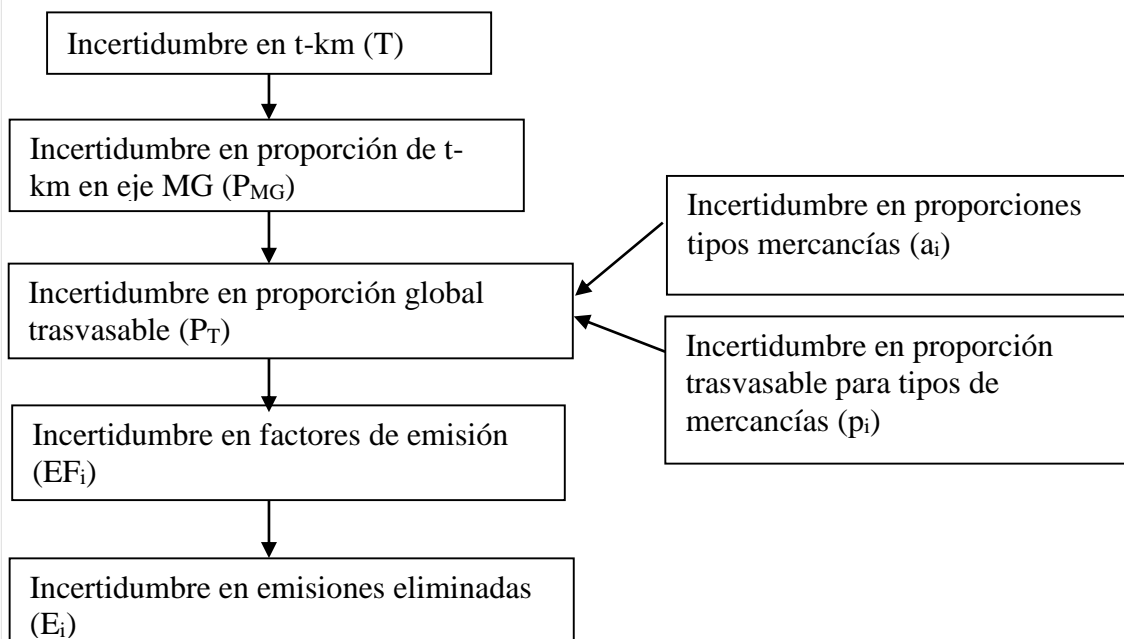 Incertidumbre en t-km (T)
Incertidumbre en proporción de t-
km en eje MG (PMG)
Incertidumbre en proporciones
tipos mercancías (ai)
Incertidumbre en proporción global
trasvasable (PT)
Incertidumbre en proporción
trasvasable para tipos de
mercancías (pi)
Incertidumbre en factores de emisión
(EFi)
Incertidumbre en emisiones eliminadas
(Ei)